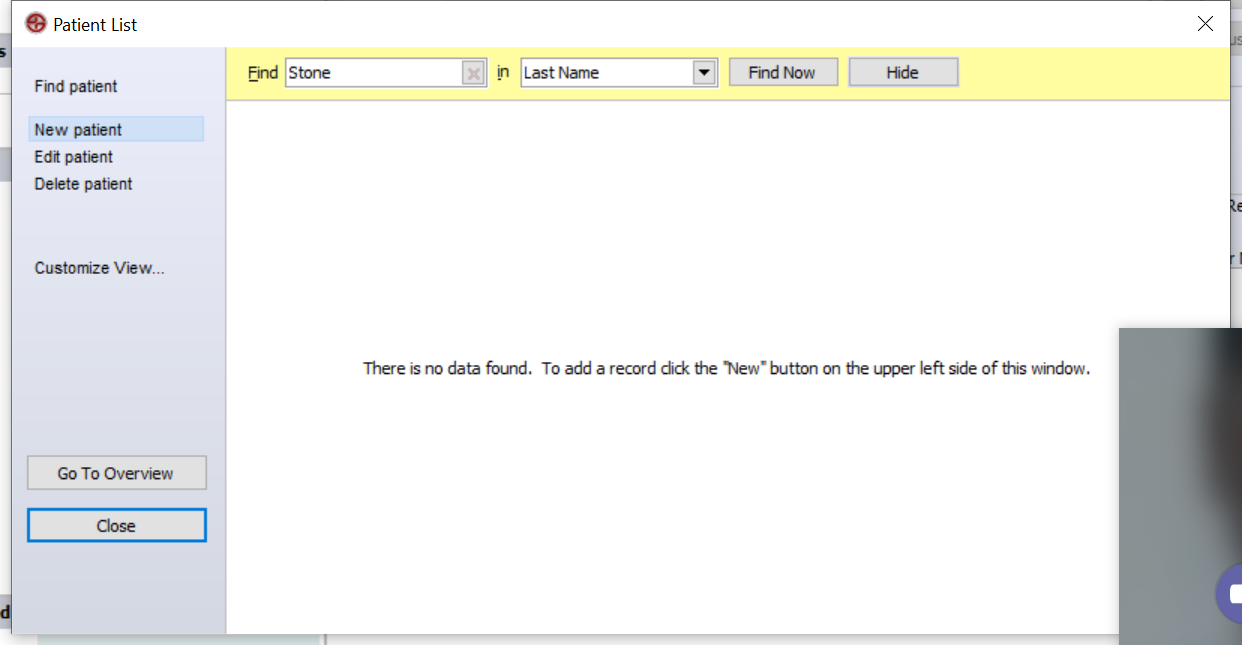 Patient List
Find Stone in Last Name Find Now Hide
Find patient
New patient
Edit patient
Delete patient
Customize View...
There is no data found. To add a record click the "New" button on the upper left side of this window.
Go To Overview
Close